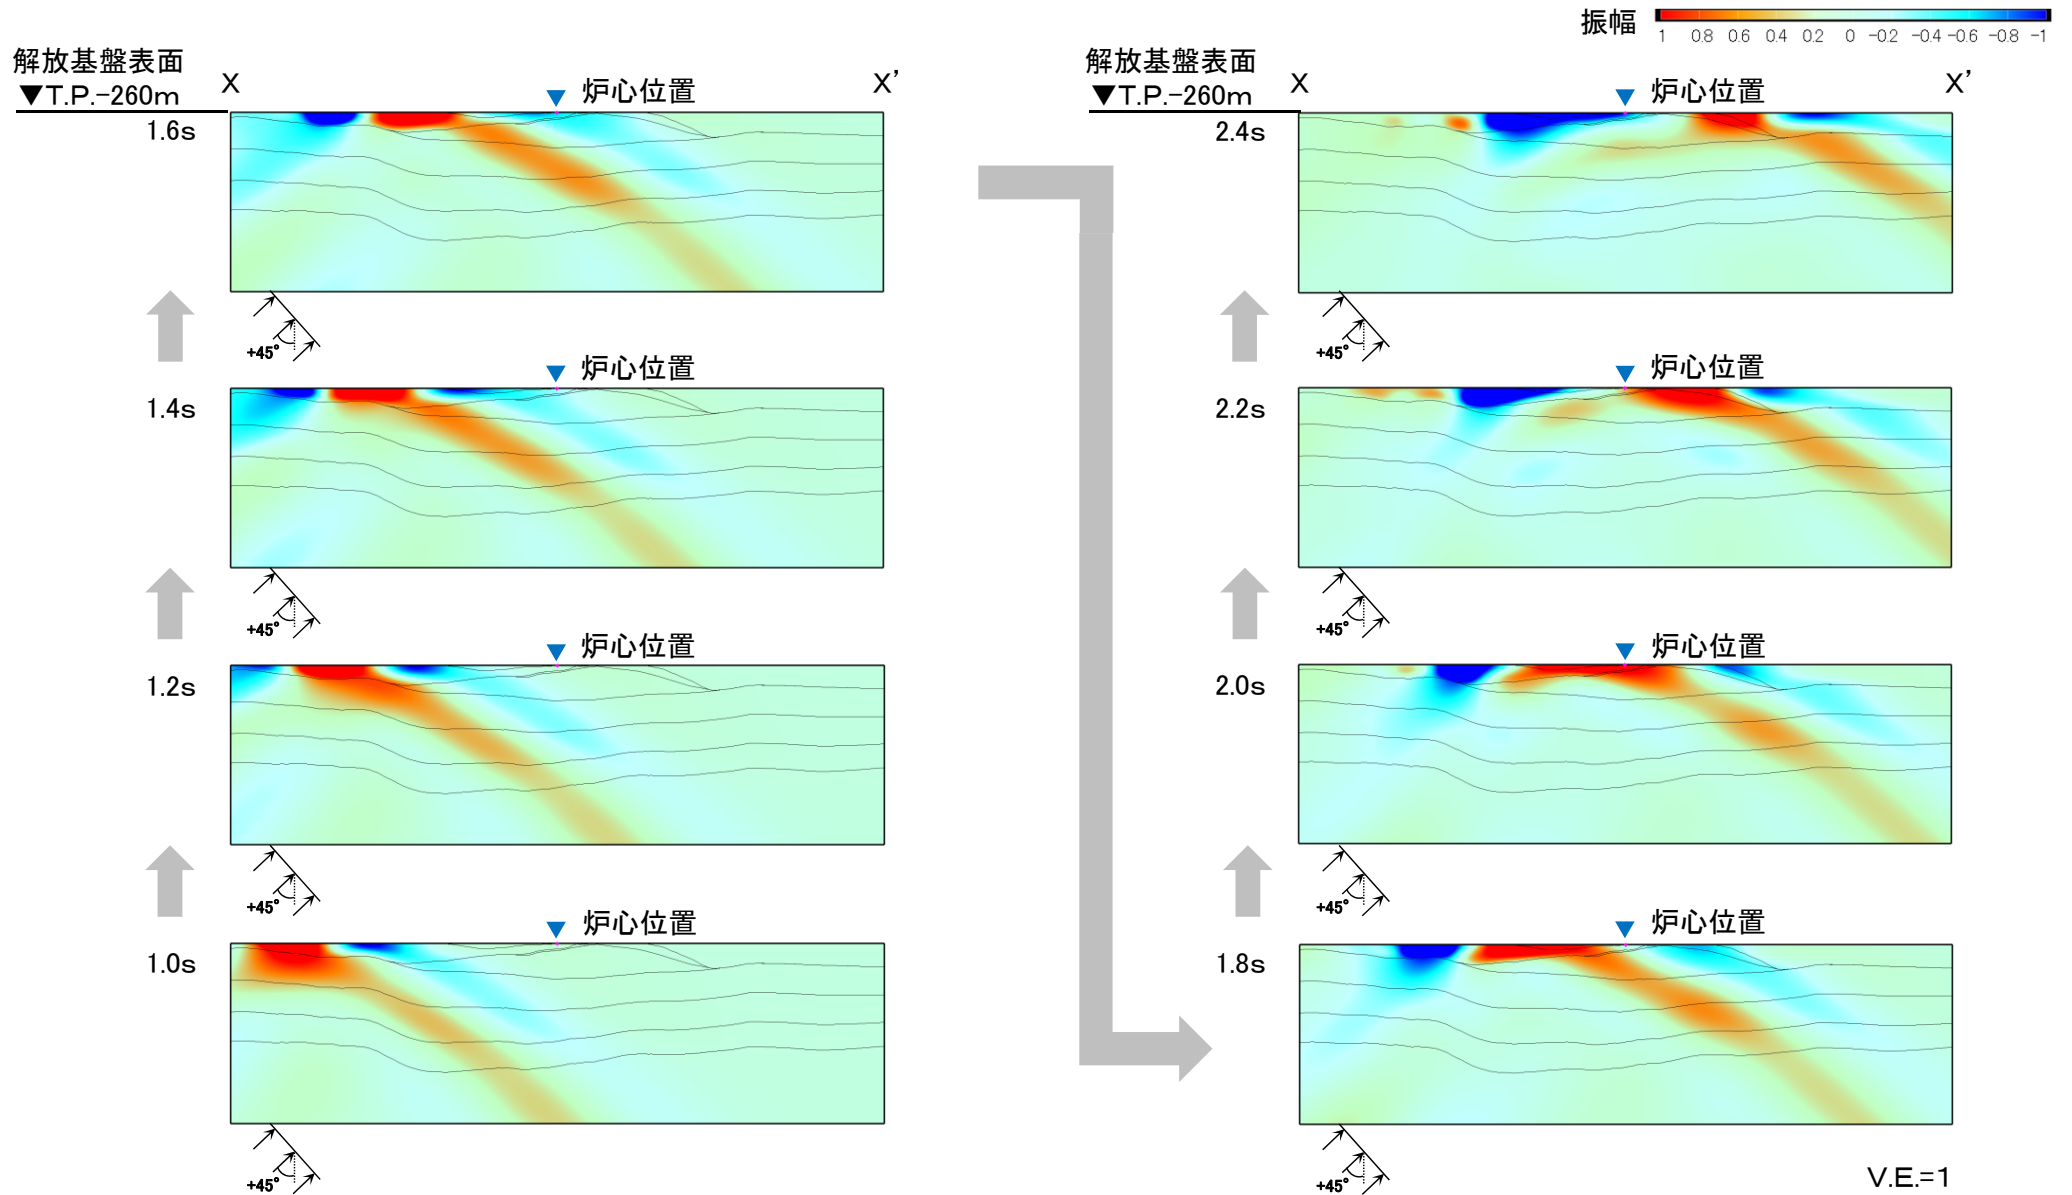 振幅
1 0.8 0.6 0.4 0.2 0 -0.2 -0.4 -0.6 -0.8 -1
解放基盤表面
▼T.P.-260m
X
X’
炉心位置
1.6s
+45°
炉心位置
1.4s
+45°
炉心位置
1.2s
+45°
炉心位置
1.0s
+45°
解放基盤表面
▼T.P.-260m
X
X’
炉心位置
2.4s
+45°
炉心位置
2.2s
+45°
炉心位置
2.0s
+45°
炉心位置
1.8s
+45°
V.E.=1